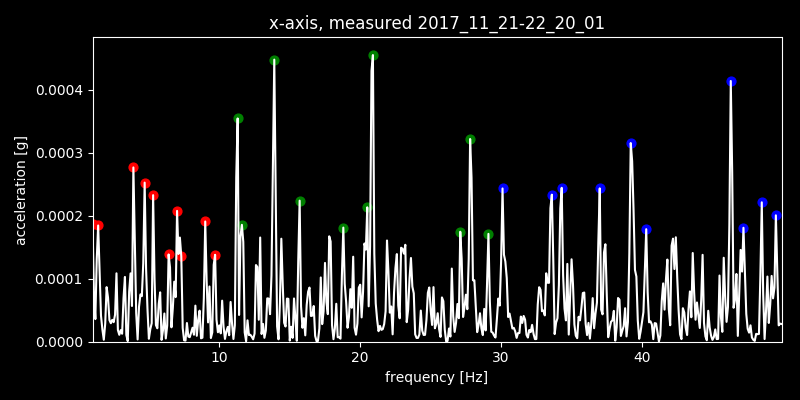 x-axis, measured 2017_11_21-22_20_01
acceleration [g]
0.0004
0.0003
0.0002
0.0001
0.0000
10 20 30 40
frequency [Hz]